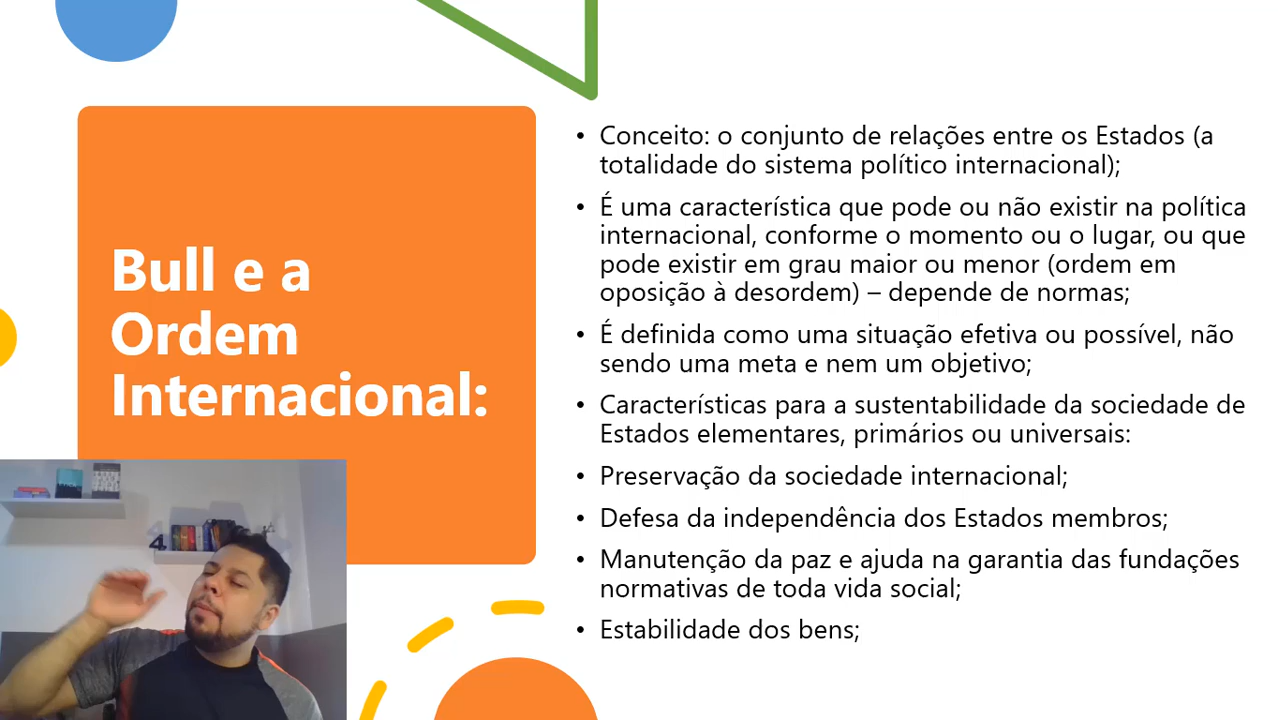 Bull e a
Ordem
Internacional:
• Conceito: o conjunto de relações entre os Estados (a
totalidade do sistema político internacional);
• É uma característica que pode ou não existir na política
internacional, conforme o momento ou o lugar, ou que
pode existir em grau maior ou menor (ordem em
oposição à desordem) – depende de normas;
• É definida como uma situação efetiva ou possível, não
sendo uma meta e nem um objetivo;
• Características para a sustentabilidade da sociedade de
Estados elementares, primários ou universais:
• Preservação da sociedade internacional;
• Defesa da independência dos Estados membros;
• Manutenção da paz e ajuda na garantia das fundações
normativas de toda vida social;
• Estabilidade dos bens;